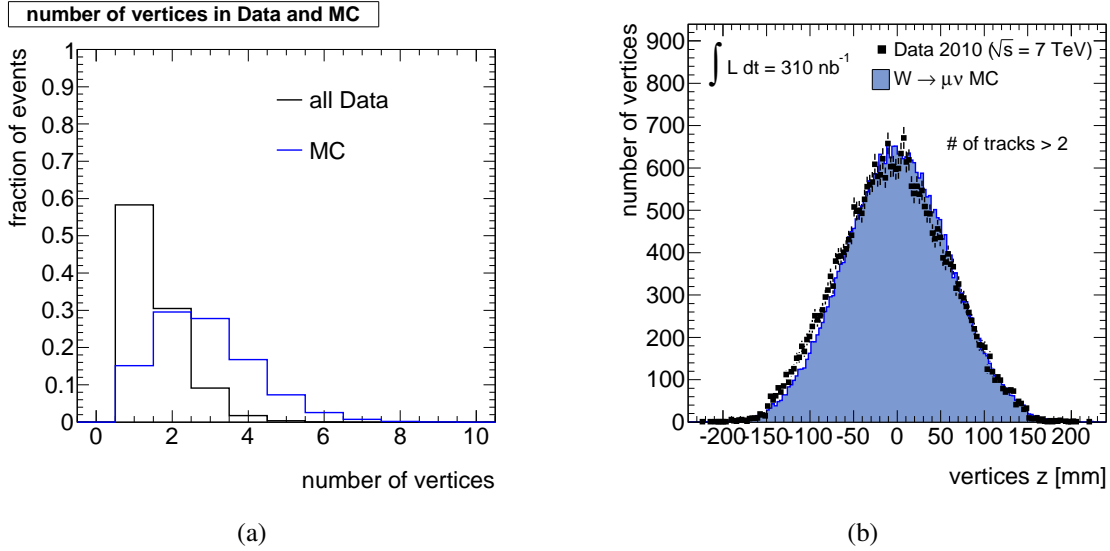 number of vertices in Data and MC
fraction of events
1
0.9
0.8
0.7
0.6
0.5
0.4
0.3
0.2
0.1
0
all Data
MC
0 2 4 6 8 10
number of vertices
(a)
number of vertices
900
800
700
600
500
400
300
200
100
0
∫ L dt = 310 nb⁻¹
Data 2010 (√s = 7 TeV)
W → μν MC
# of tracks > 2
-200 -150 -100 -50 0 50 100 150 200
vertices z [mm]
(b)